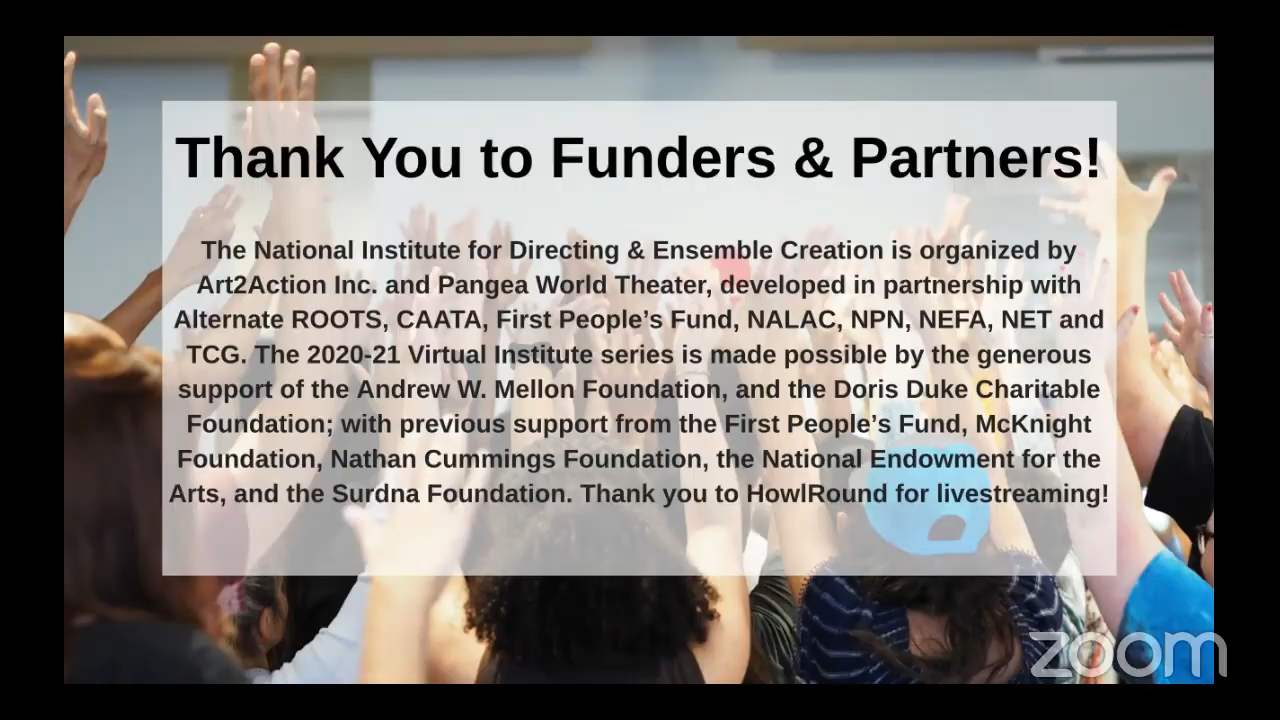 Thank You to Funders & Partners!
The National Institute for Directing & Ensemble Creation is organized by
Art2Action Inc. and Pangea World Theater, developed in partnership with
Alternate ROOTS, CAATA, First People’s Fund, NALAC, NPN, NEFA, NET and
TCG. The 2020-21 Virtual Institute series is made possible by the generous
support of the Andrew W. Mellon Foundation, and the Doris Duke Charitable
Foundation; with previous support from the First People’s Fund, McKnight
Foundation, Nathan Cummings Foundation, the National Endowment for the
Arts, and the Surdna Foundation. Thank you to HowlRound for livestreaming!
zoom